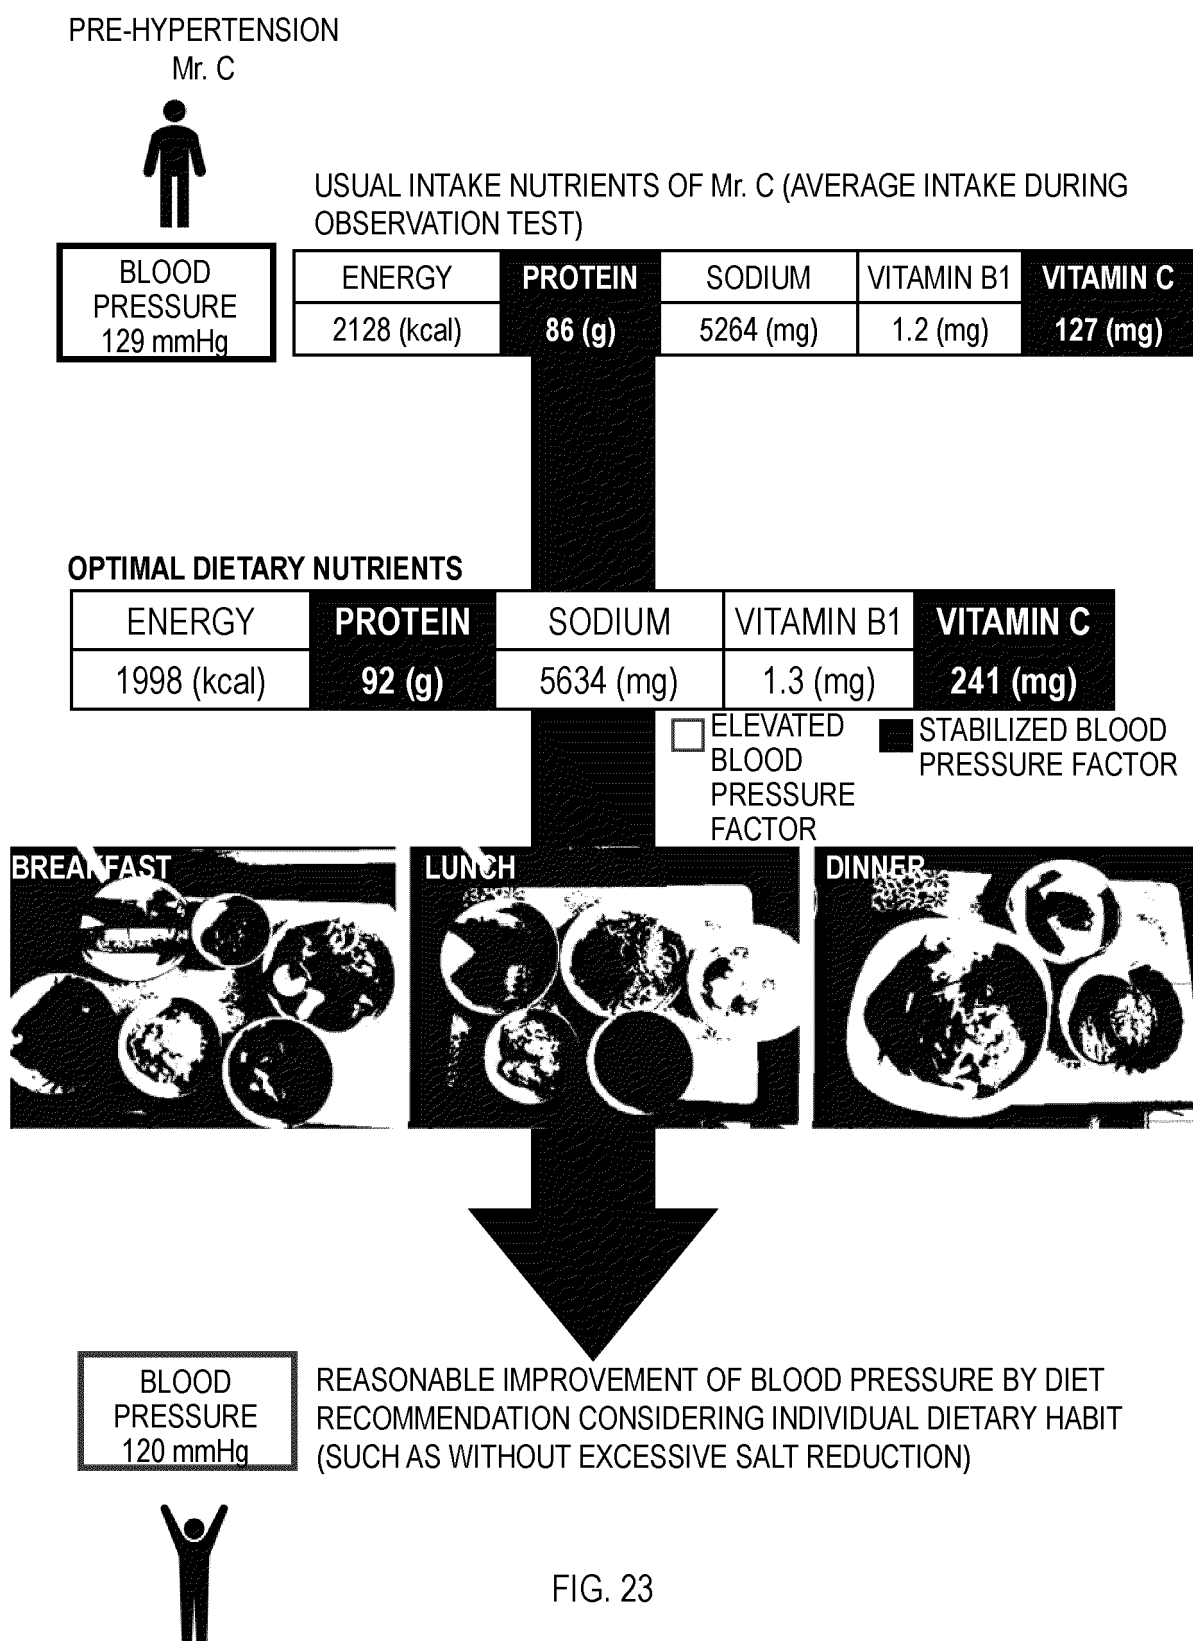 PRE-HYPERTENSION
Mr. C
USUAL INTAKE NUTRIENTS OF Mr. C (AVERAGE INTAKE DURING
OBSERVATION TEST)
BLOOD
PRESSURE
129 mmHg
ENERGY PROTEIN SODIUM VITAMIN B1 VITAMIN C
2128 (kcal) 86 (g) 5264 (mg) 1.2 (mg) 127 (mg)
OPTIMAL DIETARY NUTRIENTS
ENERGY PROTEIN SODIUM VITAMIN B1 VITAMIN C
1998 (kcal) 92 (g) 5634 (mg) 1.3 (mg) 241 (mg)
ELEVATED
BLOOD
PRESSURE
FACTOR
STABILIZED BLOOD
PRESSURE FACTOR
BREAKFAST
LUNCH
DINNER
BLOOD
PRESSURE
120 mmHg
REASONABLE IMPROVEMENT OF BLOOD PRESSURE BY DIET
RECOMMENDATION CONSIDERING INDIVIDUAL DIETARY HABIT
(SUCH AS WITHOUT EXCESSIVE SALT REDUCTION)
FIG. 23